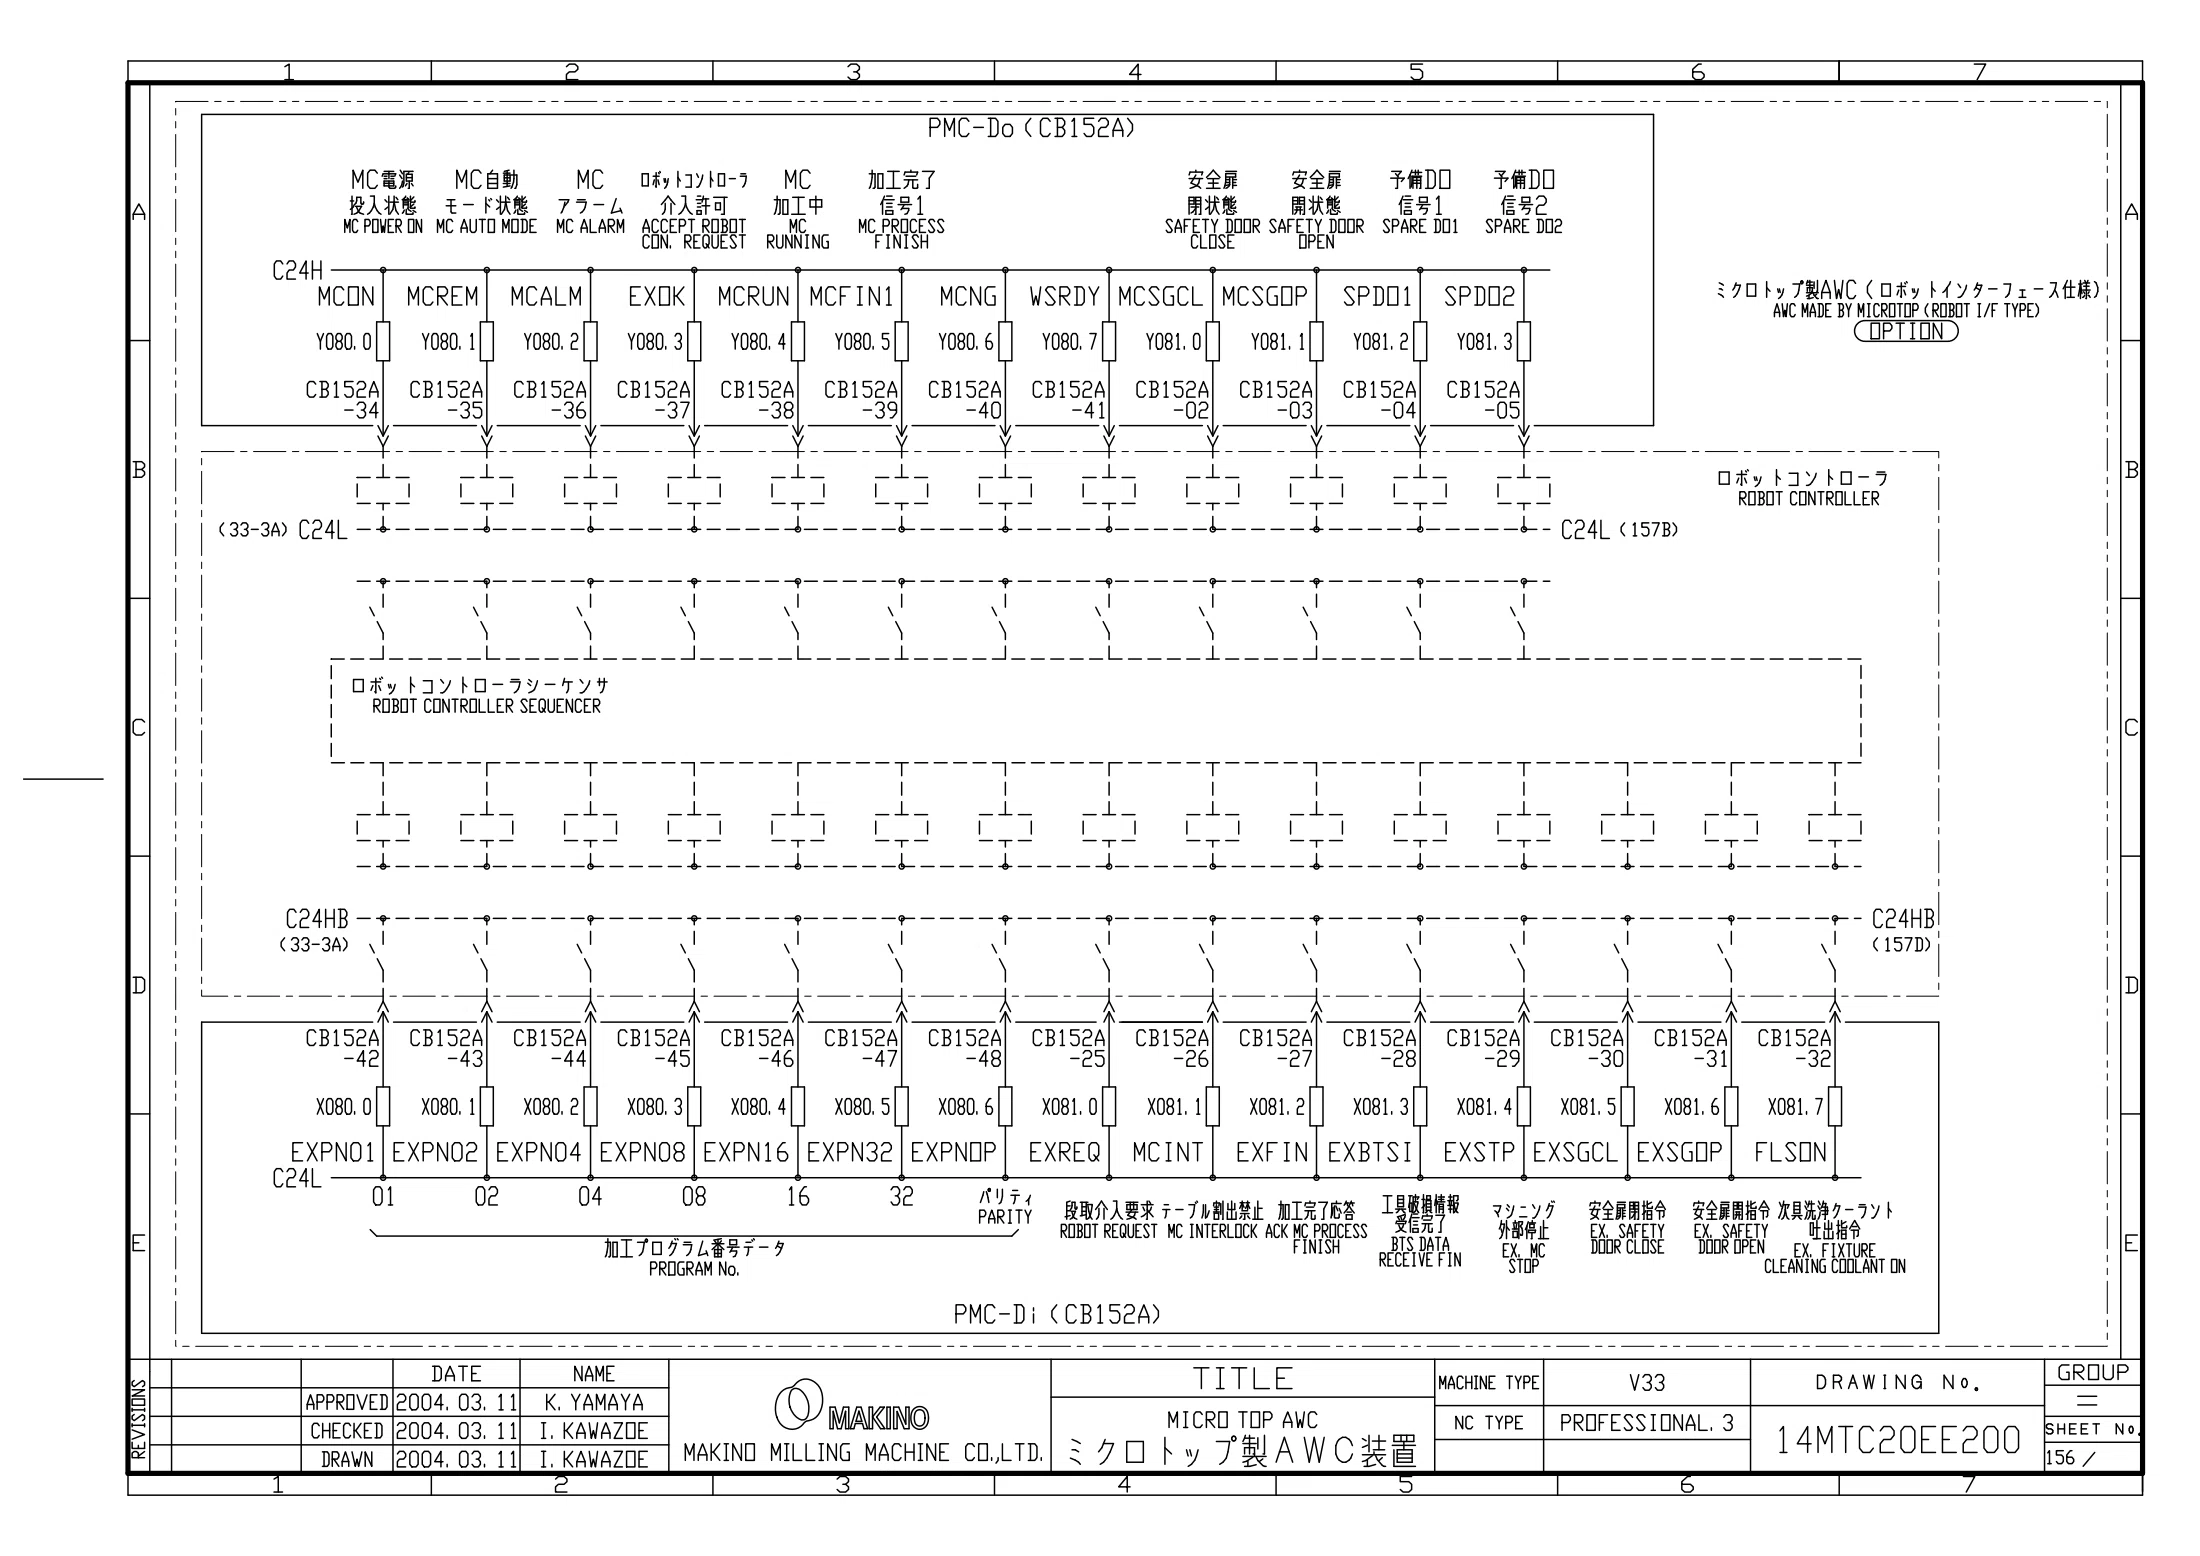 1 2 3 4 5 6 7
PMC-Do (CB152A)
MC電源 MC自動 MC ロボットコントローラ MC 加工完了 安全扉 安全扉 予備DO 予備DO
投入状態 モード状態 アラーム 介入許可 加工中 信号1 閉状態 開状態 信号1 信号2
MC POWER ON MC AUTO MODE MC ALARM ACCEPT ROBOT MC MC PROCESS SAFETY DOOR SAFETY DOOR SPARE DO1 SPARE DO2
CON. REQUEST RUNNING FINISH CLOSE OPEN
A A
C24H
MCON MCREM MCALM EXOK MCRUN MCFIN1 MCNG WSRDY MCSGCL MCSGOP SPDO1 SPDO2
ミクロトップ製AWC (ロボットインターフェース仕様)
AWC MADE BY MICROTOP (ROBOT I/F TYPE)
OPTION
Y080.0 Y080.1 Y080.2 Y080.3 Y080.4 Y080.5 Y080.6 Y080.7 Y081.0 Y081.1 Y081.2 Y081.3
CB152A CB152A CB152A CB152A CB152A CB152A CB152A CB152A CB152A CB152A CB152A CB152A
-34 -35 -36 -37 -38 -39 -40 -41 -02 -03 -04 -05
B B
ロボットコントローラ
ROBOT CONTROLLER
(33-3A) C24L C24L (157B)
ロボットコントローラシーケンサ
ROBOT CONTROLLER SEQUENCER
C C
C24HB C24HB
(33-3A) (157D)
D D
CB152A CB152A CB152A CB152A CB152A CB152A CB152A CB152A CB152A CB152A CB152A CB152A CB152A CB152A CB152A
-42 -43 -44 -45 -46 -47 -48 -25 -26 -27 -28 -29 -30 -31 -32
X080.0 X080.1 X080.2 X080.3 X080.4 X080.5 X080.6 X081.0 X081.1 X081.2 X081.3 X081.4 X081.5 X081.6 X081.7
EXPN01 EXPN02 EXPN04 EXPN08 EXPN16 EXPN32 EXPNOP EXREQ MCINT EXFIN EXBTSI EXSTP EXSGCL EXSGOP FLSON
C24L
01 02 04 08 16 32 パリティ
PARITY
段取介入要求 テーブル割出禁止 加工完了応答 工具破損情報 マシニング 安全扉閉指令 安全扉開指令 次具洗浄クーラント
受信完了 外部停止 吐出指令
ROBOT REQUEST MC INTERLOCK ACK MC PROCESS BTS DATA EX. MC EX. SAFETY EX. SAFETY EX. FIXTURE
FINISH RECEIVE FIN STOP DOOR CLOSE DOOR OPEN CLEANING COOLANT ON
E E
加工プログラム番号データ
PROGRAM No.
PMC-Di (CB152A)
REVISIONS
DATE NAME
APPROVED 2004.03.11 K. YAMAYA
CHECKED 2004.03.11 I. KAWAZOE
DRAWN 2004.03.11 I. KAWAZOE
MAKINO
MAKINO MILLING MACHINE CO.,LTD.
TITLE
MICRO TOP AWC
ミクロトップ製AWC装置
MACHINE TYPE V33
NC TYPE PROFESSIONAL.3
DRAWING No.
14MTC20EE200
GROUP
=
SHEET No.
156 /
1 2 3 4 5 6 7